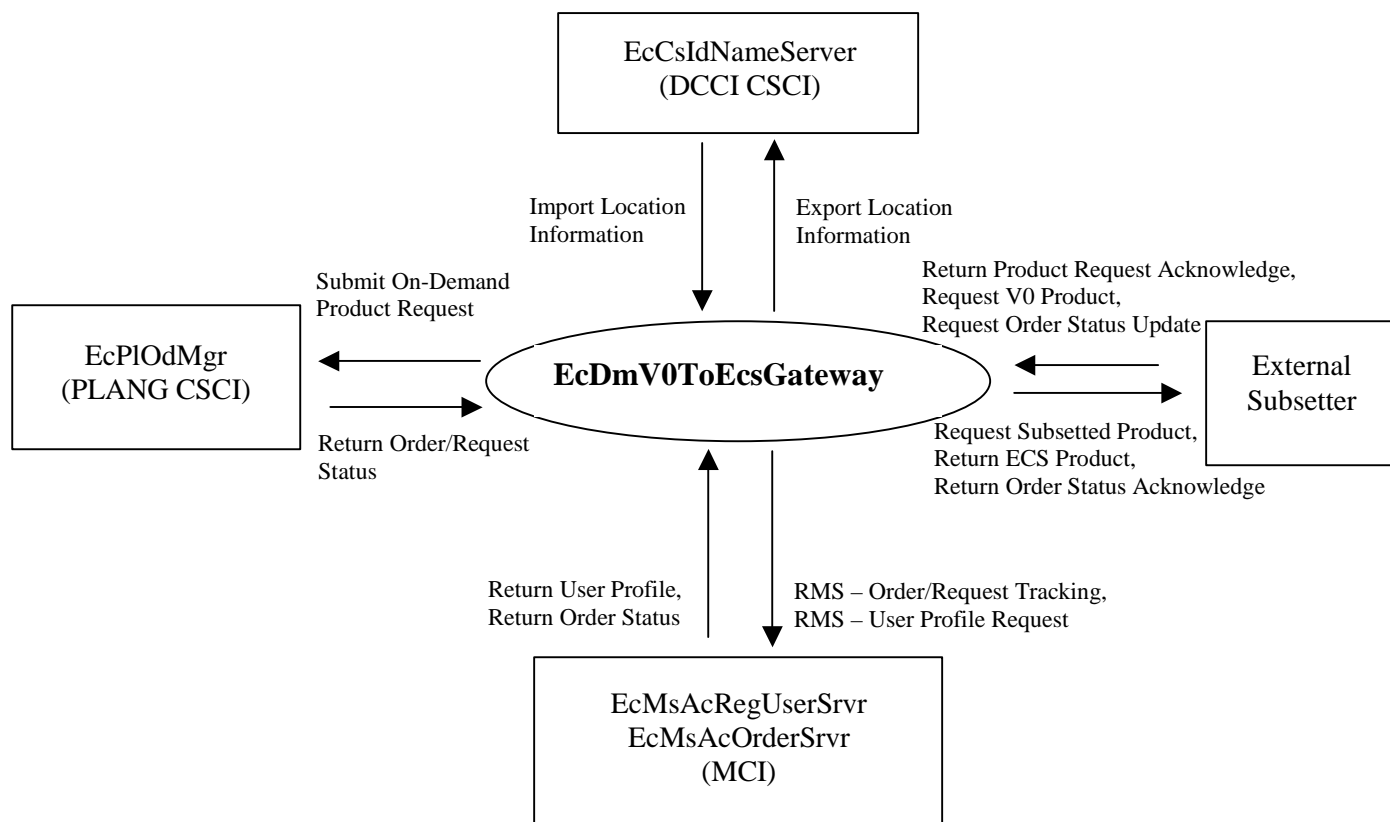 EcCsIdNameServer
(DCCI CSCI)
Import Location
Information
Export Location
Information
Submit On-Demand
Product Request
Return Product Request Acknowledge,
Request V0 Product,
Request Order Status Update
EcPlOdMgr
(PLANG CSCI)
EcDmV0ToEcsGateway
External
Subsetter
Return Order/Request
Status
Request Subsetted Product,
Return ECS Product,
Return Order Status Acknowledge
Return User Profile,
Return Order Status
RMS – Order/Request Tracking,
RMS – User Profile Request
EcMsAcRegUserSrvr
EcMsAcOrderSrvr
(MCI)